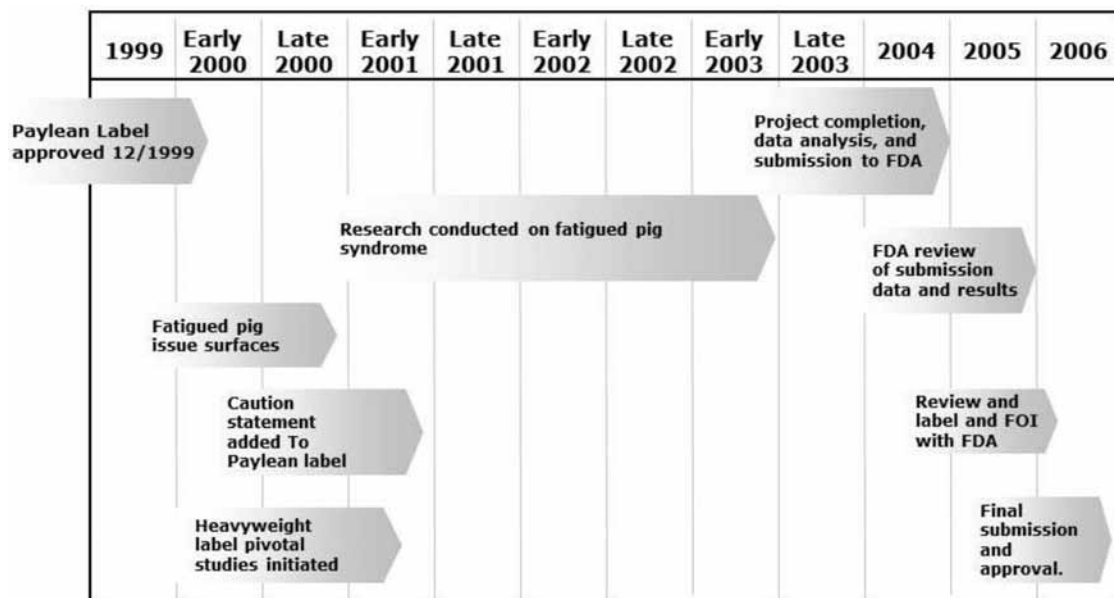 1999 Early 2000 Late 2000 Early 2001 Late 2001 Early 2002 Late 2002 Early 2003 Late 2003 2004 2005 2006
Paylean Label
approved 12/1999
Project completion,
data analysis, and
submission to FDA
Research conducted on fatigued pig
syndrome
FDA review
of submission
data and results
Fatigued pig
issue surfaces
Caution
statement
added To
Paylean label
Review and
label and FOI
with FDA
Heavyweight
label pivotal
studies initiated
Final
submission
and
approval.